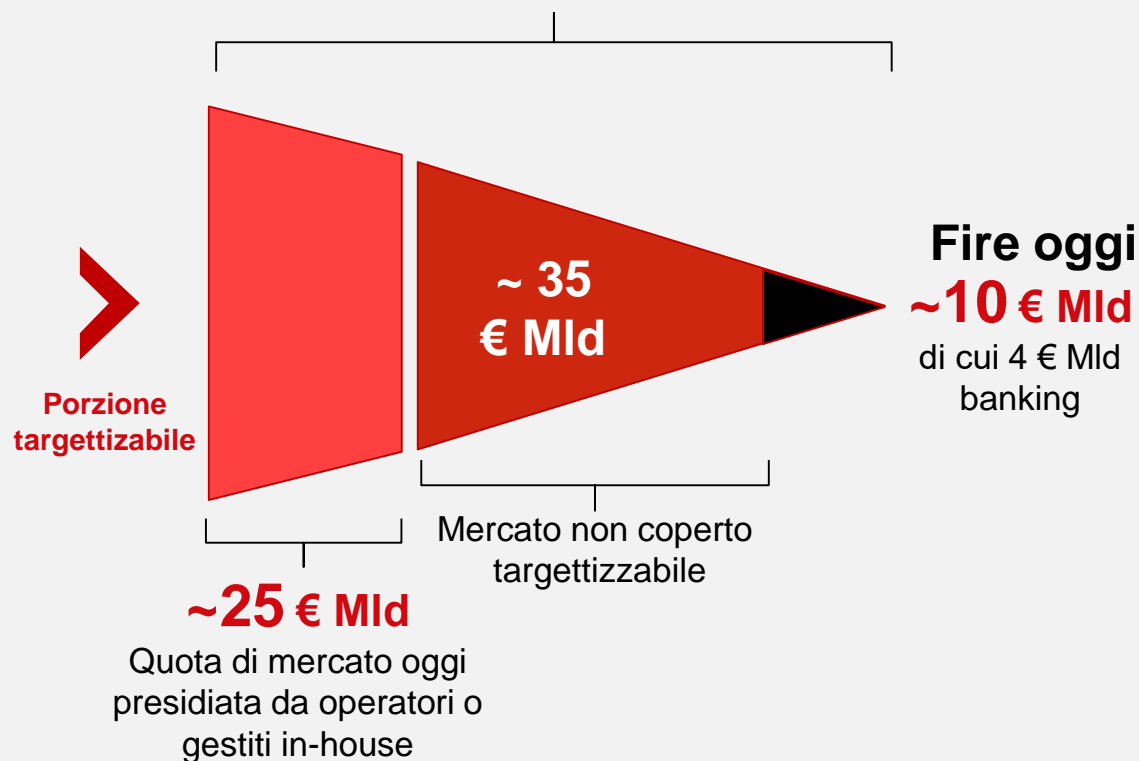 Porzione
targettizabile
~ 35
€ Mld
Fire oggi
~10 € Mld
di cui 4 € Mld
banking
Mercato non coperto
targettizzabile
~25 € Mld
Quota di mercato oggi
presidiata da operatori o
gestiti in-house